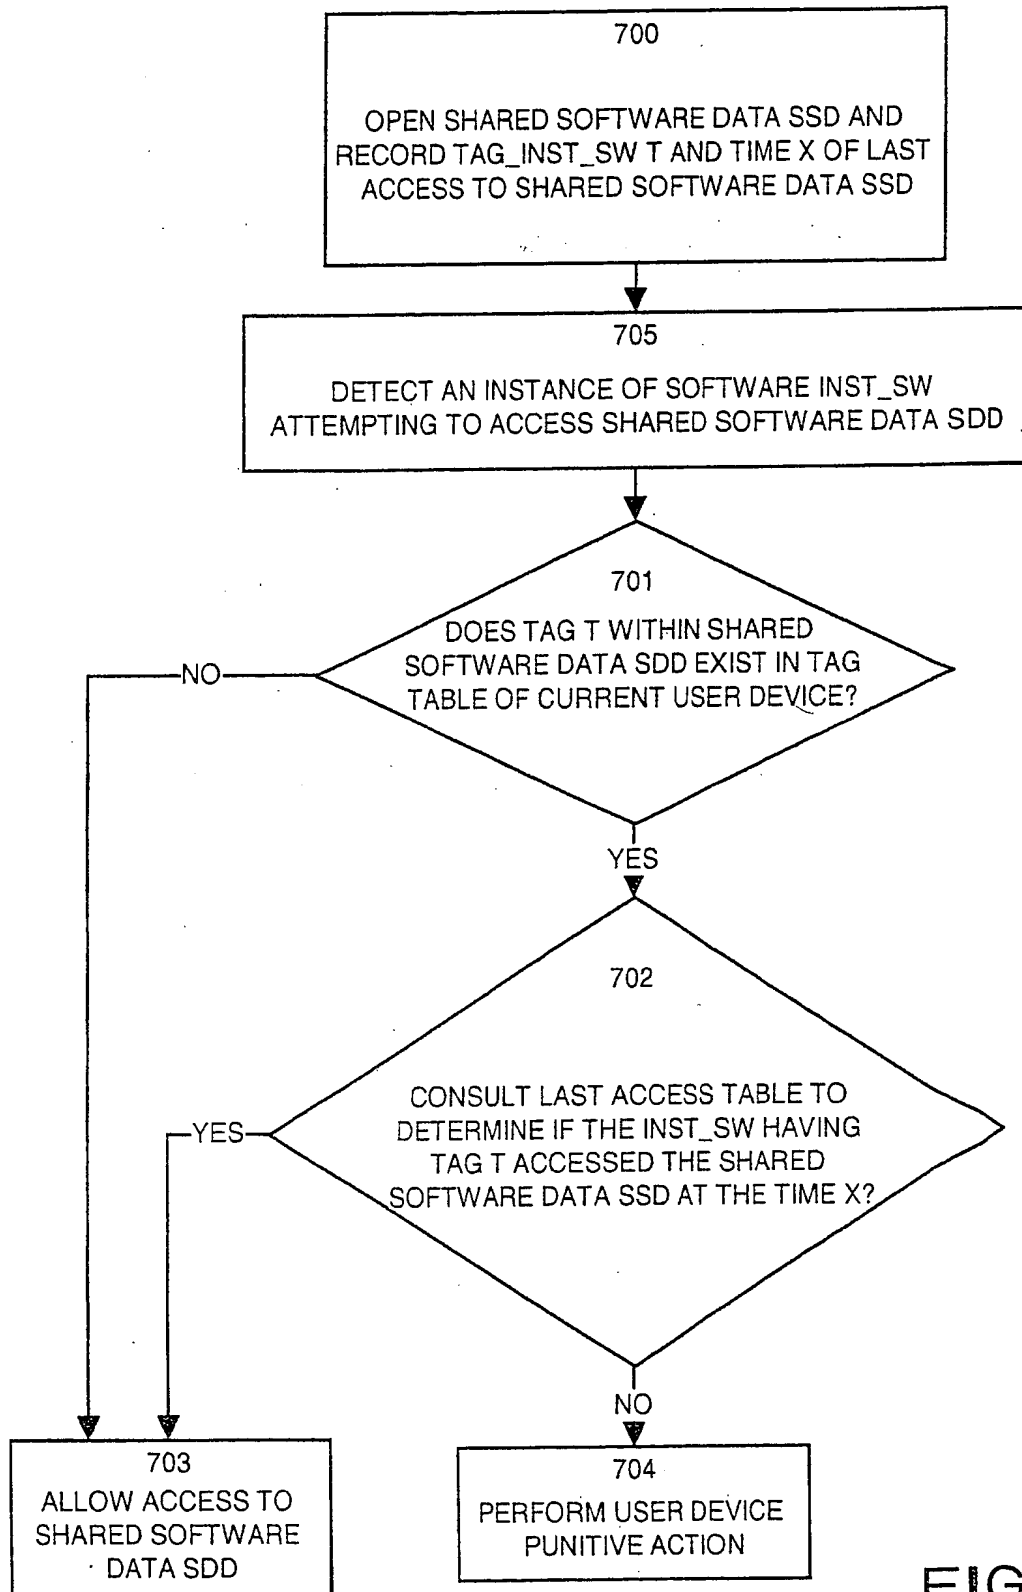 700
OPEN SHARED SOFTWARE DATA SSD AND
RECORD TAG_INST_SW T AND TIME X OF LAST
ACCESS TO SHARED SOFTWARE DATA SSD
705
DETECT AN INSTANCE OF SOFTWARE INST_SW
ATTEMPTING TO ACCESS SHARED SOFTWARE DATA SDD
701
DOES TAG T WITHIN SHARED
SOFTWARE DATA SDD EXIST IN TAG
TABLE OF CURRENT USER DEVICE?
NO
YES
702
CONSULT LAST ACCESS TABLE TO
DETERMINE IF THE INST_SW HAVING
TAG T ACCESSED THE SHARED
SOFTWARE DATA SSD AT THE TIME X?
YES
NO
703
ALLOW ACCESS TO
SHARED SOFTWARE
DATA SDD
704
PERFORM USER DEVICE
PUNITIVE ACTION
FIG